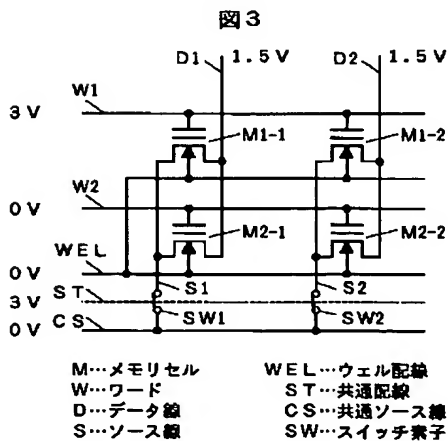 図3
D1 1.5V D2 1.5V
W1
3V
M1-1 M1-2
W2
0V
M2-1 M2-2
WEL
0V
ST S1 S2
3V
CS SW1 SW2
0V
M…メモリセル WEL…ウェル配線
W…ワード ST…共通配線
D…データ線 CS…共通ソース線
S…ソース線 SW…スイッチ素子